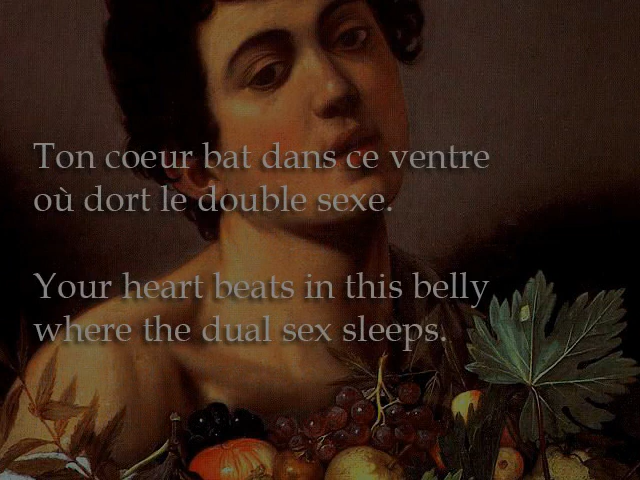 Ton coeur bat dans ce ventre
où dort le double sexe.
Your heart beats in this belly
where the dual sex sleeps.